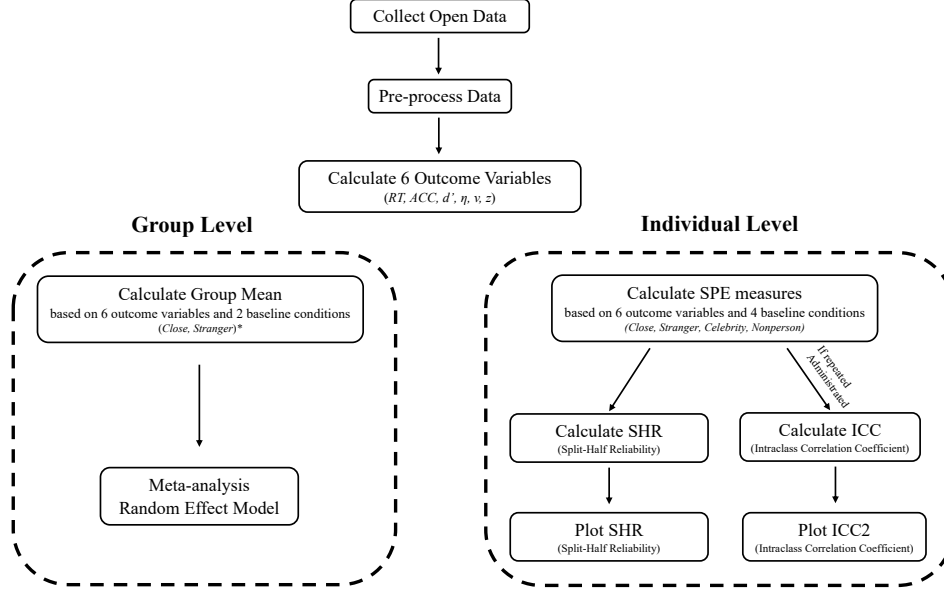 Collect Open Data
Pre-process Data
Calculate 6 Outcome Variables
(RT, ACC, d’, η, v, z)
Group Level
Calculate Group Mean
based on 6 outcome variables and 2 baseline conditions
(Close, Stranger)*
Meta-analysis
Random Effect Model
Individual Level
Calculate SPE measures
based on 6 outcome variables and 4 baseline conditions
(Close, Stranger, Celebrity, Nonperson)
If repeated
Administrated
Calculate SHR
(Split-Half Reliability)
Calculate ICC
(Intraclass Correlation Coefficient)
Plot SHR
(Split-Half Reliability)
Plot ICC2
(Intraclass Correlation Coefficient)